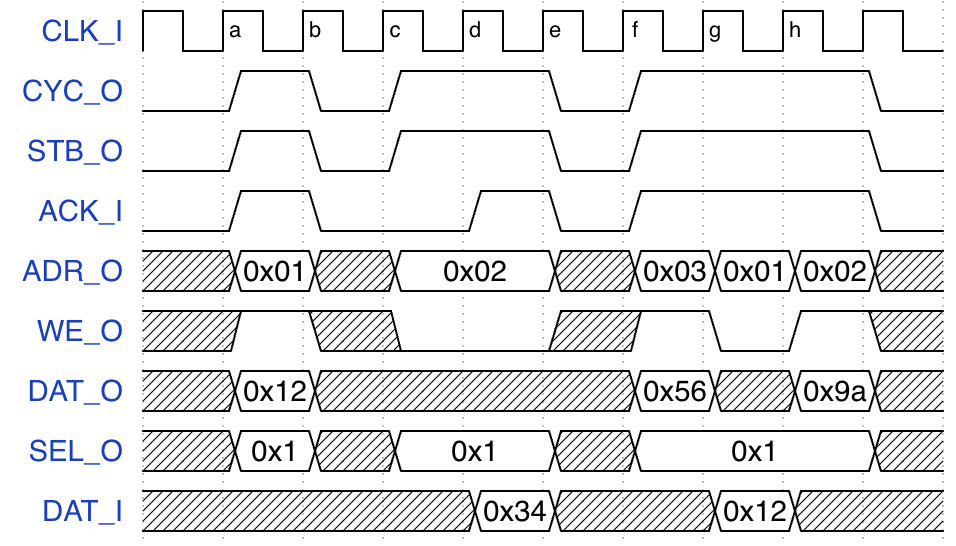 CLK_I a b c d e f g h
CYC_O
STB_O
ACK_I
ADR_O 0x01 0x02 0x03 0x01 0x02
WE_O
DAT_O 0x12 0x56 0x9a
SEL_O 0x1 0x1 0x1
DAT_I 0x34 0x12